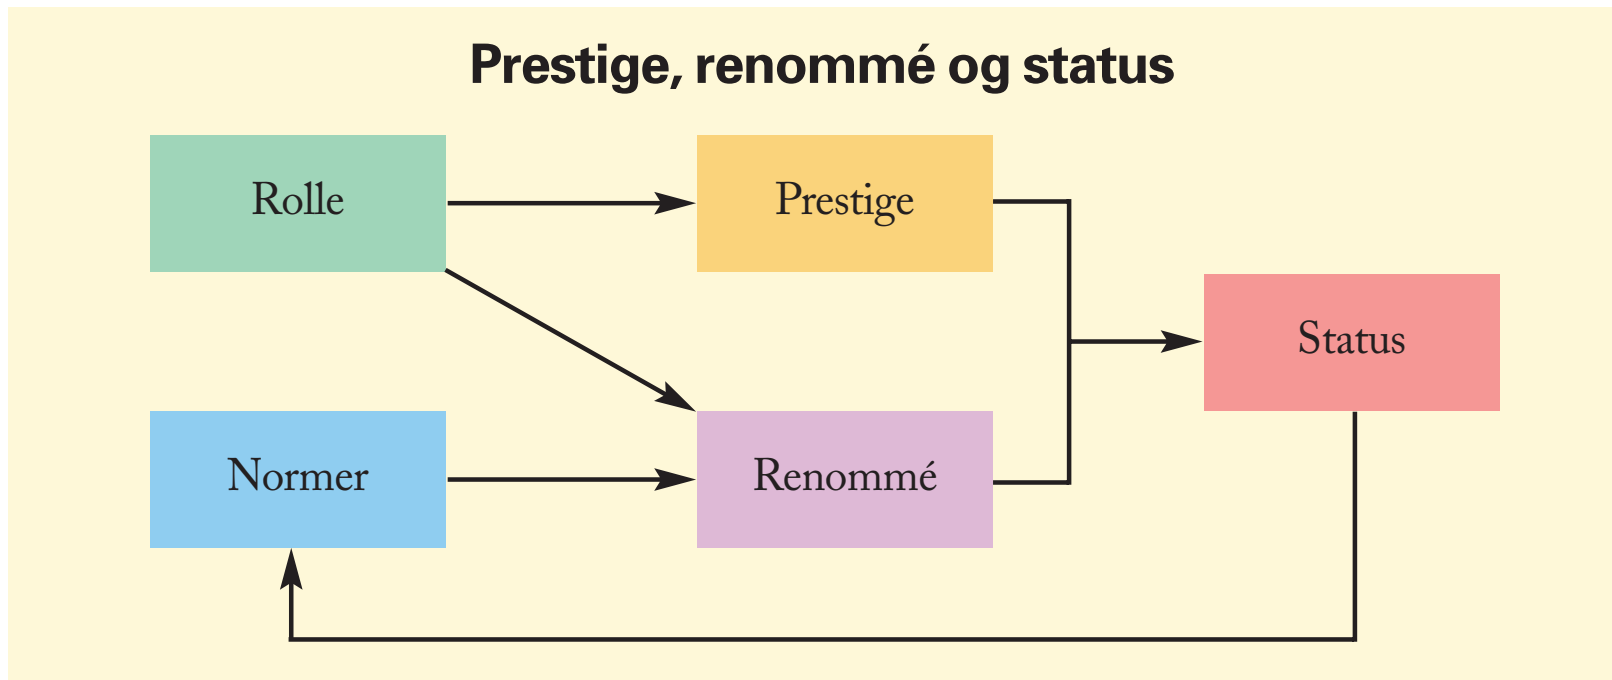 Prestige, renommé og status
Rolle
Prestige
Status
Normer
Renommé